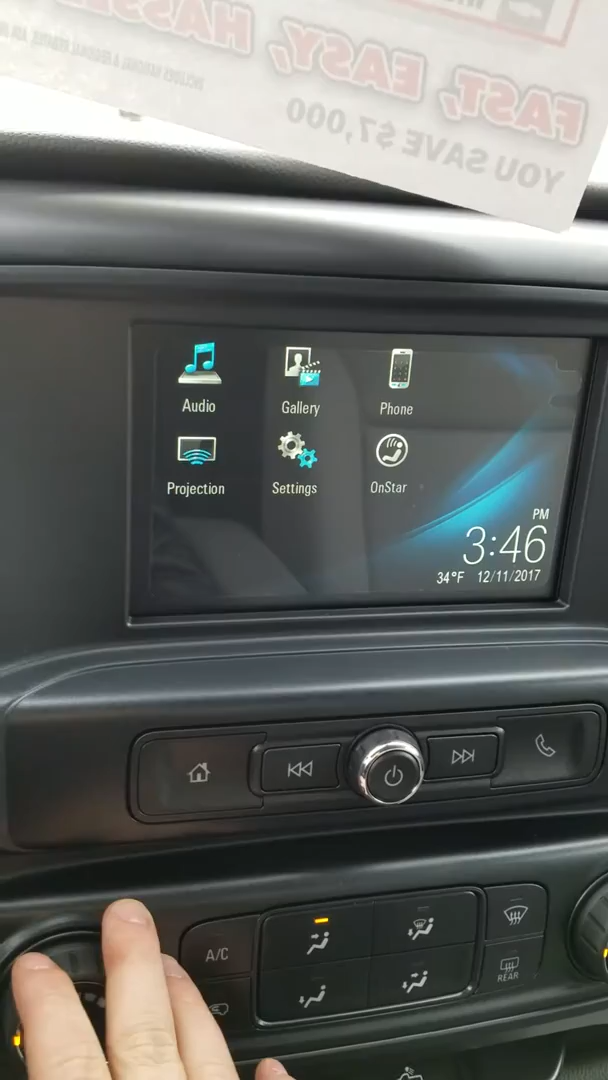 FAST, EASY, HASSL
YOU SAVE $7,000
Audio
Gallery
Phone
Projection
Settings
OnStar
PM
3:46
34°F 12/11/2017
A/C
REAR